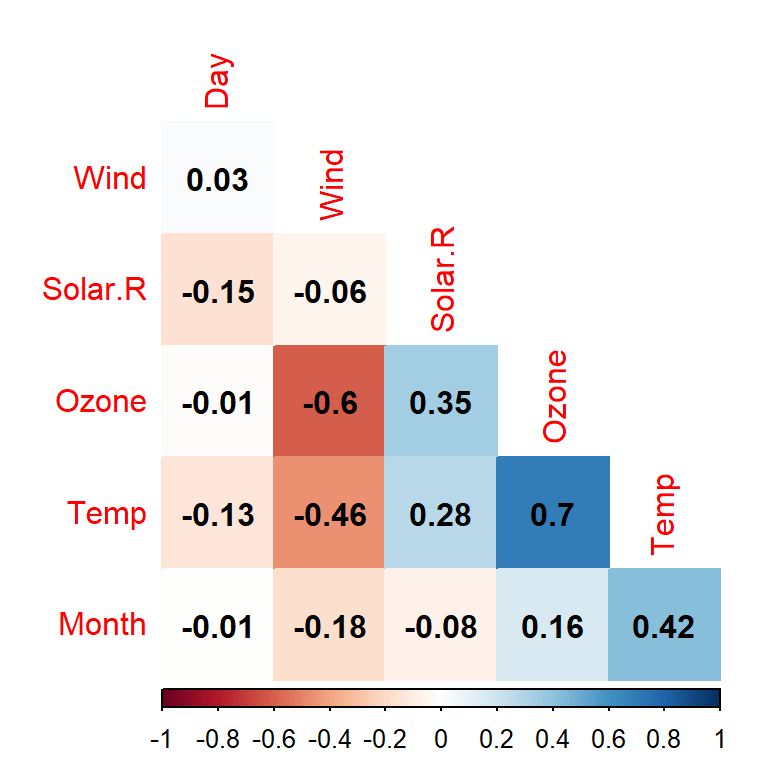 Day
Wind 0.03 Wind
Solar.R -0.15 -0.06 Solar.R
Ozone -0.01 -0.6 0.35 Ozone
Temp -0.13 -0.46 0.28 0.7 Temp
Month -0.01 -0.18 -0.08 0.16 0.42
-1 -0.8 -0.6 -0.4 -0.2 0 0.2 0.4 0.6 0.8 1